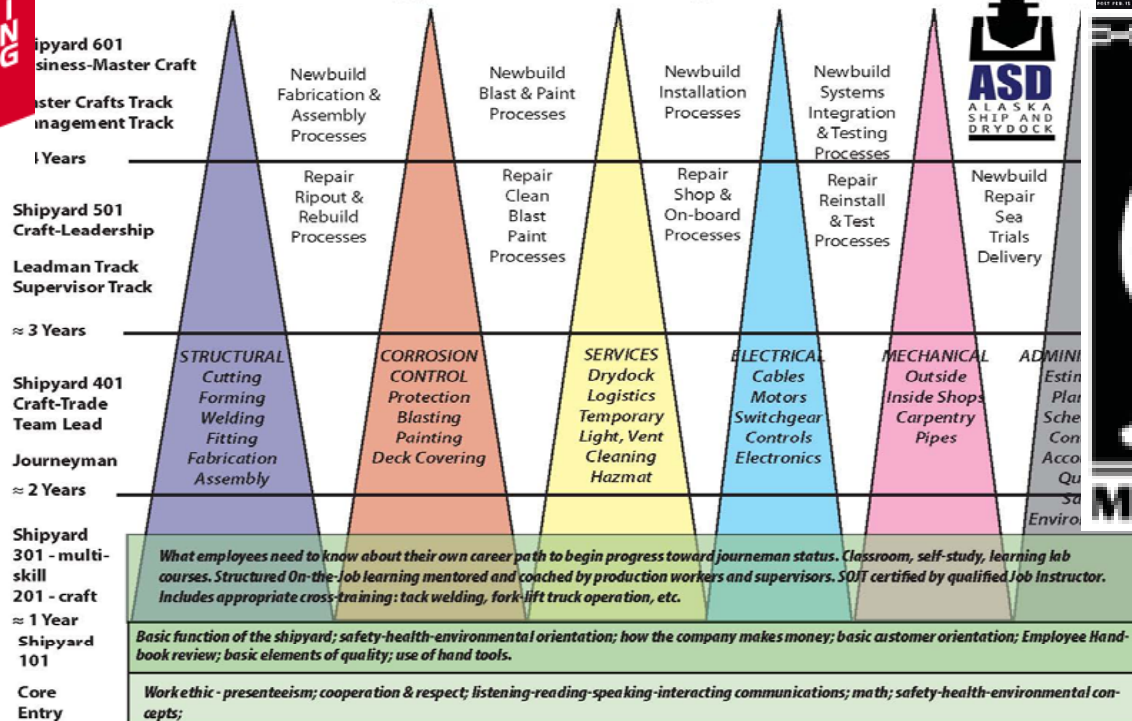 Shipyard 601
Business-Master Craft
Master Crafts Track
Management Track
4 Years
Shipyard 501
Craft-Leadership
Leadman Track
Supervisor Track
≈ 3 Years
Shipyard 401
Craft-Trade
Team Lead
Journeyman
≈ 2 Years
Shipyard
301 - multi-
skill
201 - craft
≈ 1 Year
Shipyard
101
Core
Entry
Newbuild
Fabrication &
Assembly
Processes
Newbuild
Blast & Paint
Processes
Newbuild
Installation
Processes
Newbuild
Systems
Integration
& Testing
Processes
ASD
ALASKA
SHIP AND
DRYDOCK
Repair
Ripout &
Rebuild
Processes
Repair
Clean
Blast
Paint
Processes
Repair
Shop &
On-board
Processes
Repair
Reinstall
& Test
Processes
Newbuild
Repair
Sea
Trials
Delivery
STRUCTURAL
Cutting
Forming
Welding
Fitting
Fabrication
Assembly
CORROSION
CONTROL
Protection
Blasting
Painting
Deck Covering
SERVICES
Drydock
Logistics
Temporary
Light, Vent
Cleaning
Hazmat
ELECTRICAL
Cables
Motors
Switchgear
Controls
Electronics
MECHANICAL
Outside
Inside Shops
Carpentry
Pipes
ADMINI
Estim
Plan
Sche
Con
Acco
Qu
Sa
Enviro
What employees need to know about their own career path to begin progress toward journeman status. Classroom, self-study, learning lab
courses. Structured On-the-Job learning mentored and coached by production workers and supervisors. SOJT certified by qualified Job Instructor.
Includes appropriate cross-training: tack welding, fork-lift truck operation, etc.
Basic function of the shipyard; safety-health-environmental orientation; how the company makes money; basic customer orientation; Employee Hand-
book review; basic elements of quality; use of hand tools.
Work ethic - presenteeism; cooperation & respect; listening-reading-speaking-interacting communications; math; safety-health-environmental con-
cepts;
NG
M